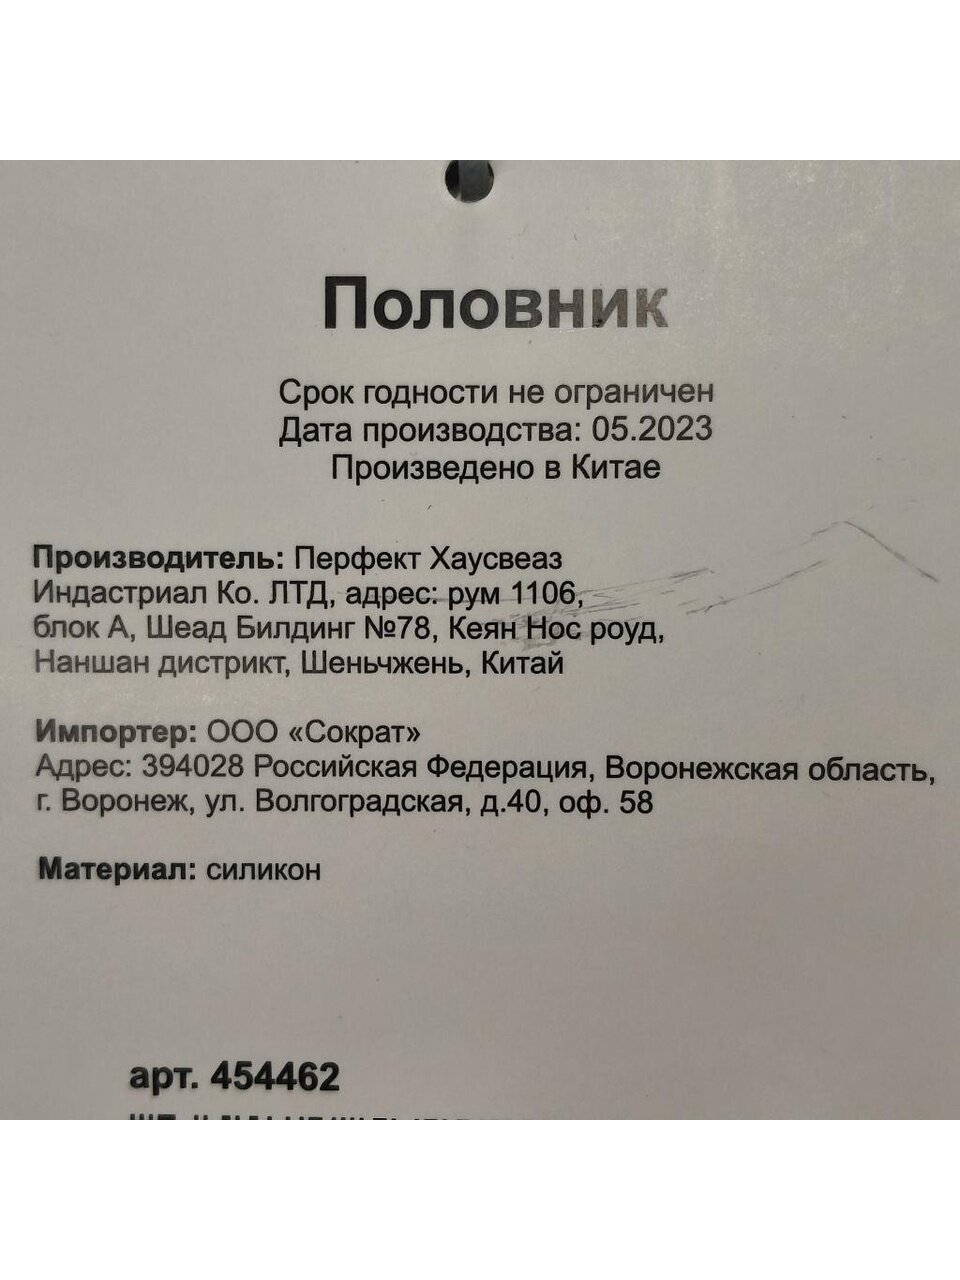 Половник
Срок годности не ограничен
Дата производства: 05.2023
Произведено в Китае
Производитель: Перфект Хаусвеаз
Индастриал Ко. ЛТД, адрес: рум 1106,
блок А, Шеад Билдинг №78, Кеян Нос роуд,
Наншан дистрикт, Шеньчжень, Китай
Импортер: ООО «Сократ»
Адрес: 394028 Российская Федерация, Воронежская область,
г. Воронеж, ул. Волгоградская, д.40, оф. 58
Материал: силикон
арт. 454462